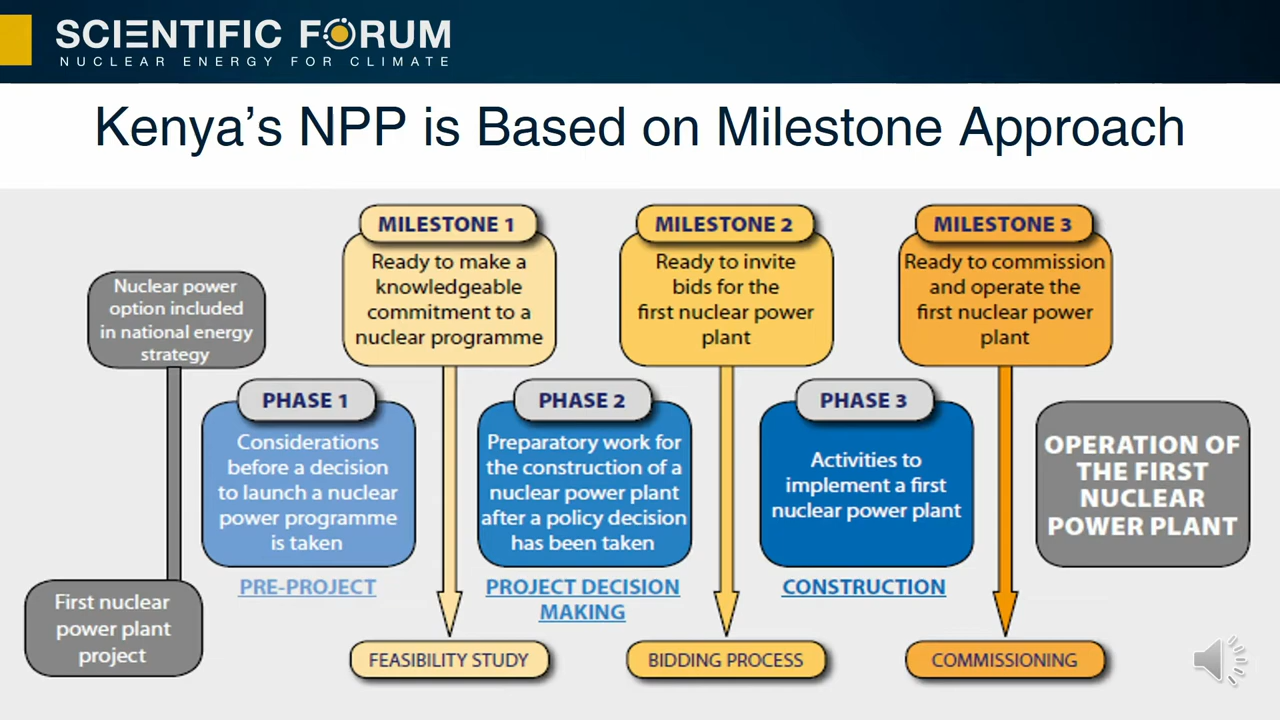 SCIENTIFIC FORUM
NUCLEAR ENERGY FOR CLIMATE
Kenya's NPP is Based on Milestone Approach
Nuclear power
option included
in national energy
strategy
First nuclear
power plant
project
MILESTONE 1
Ready to make a
knowledgeable
commitment to a
nuclear programme
MILESTONE 2
Ready to invite
bids for the
first nuclear power
plant
MILESTONE 3
Ready to commission
and operate the
first nuclear power
plant
PHASE 1
Considerations
before a decision
to launch a nuclear
power programme
is taken
PRE-PROJECT
PHASE 2
Preparatory work for
the construction of a
nuclear power plant
after a policy decision
has been taken
PROJECT DECISION
MAKING
PHASE 3
Activities to
implement a first
nuclear power plant
CONSTRUCTION
OPERATION OF
THE FIRST
NUCLEAR
POWER PLANT
FEASIBILITY STUDY
BIDDING PROCESS
COMMISSIONING